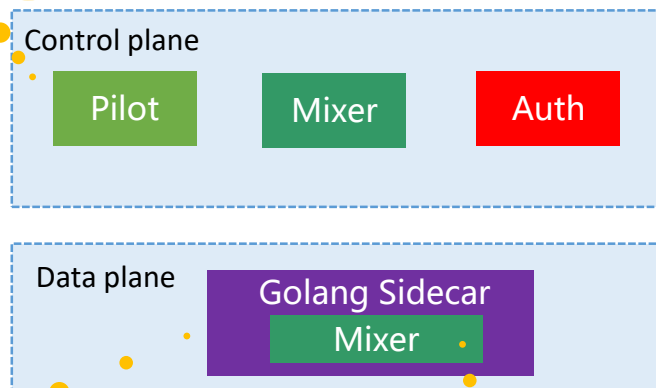 Control plane
Pilot
Mixer
Auth
Data plane
Golang Sidecar
Mixer